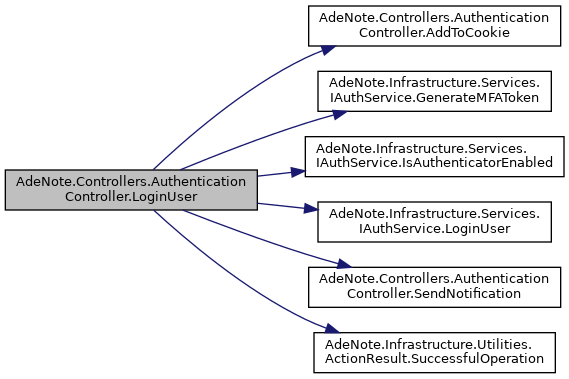 AdeNote.Controllers.Authentication
Controller.LoginUser
AdeNote.Controllers.Authentication
Controller.AddToCookie
AdeNote.Infrastructure.Services.
IAuthService.GenerateMFAToken
AdeNote.Infrastructure.Services.
IAuthService.IsAuthenticatorEnabled
AdeNote.Infrastructure.Services.
IAuthService.LoginUser
AdeNote.Controllers.Authentication
Controller.SendNotification
AdeNote.Infrastructure.Utilities.
ActionResult.SuccessfulOperation